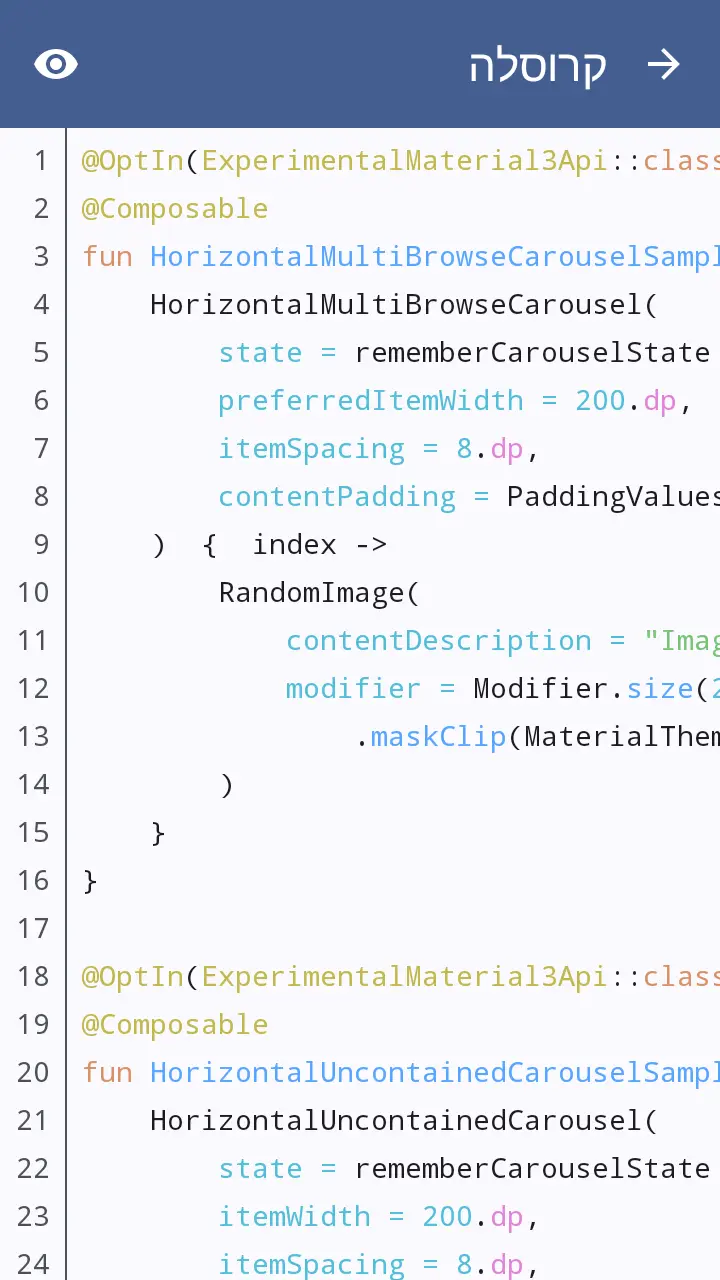 קרוסלה
1 @OptIn(ExperimentalMaterial3Api::class
2 @Composable
3 fun HorizontalMultiBrowseCarouselSampl
4 HorizontalMultiBrowseCarousel(
5 state = rememberCarouselState
6 preferredItemWidth = 200.dp,
7 itemSpacing = 8.dp,
8 contentPadding = PaddingValues
9 ) { index ->
10 RandomImage(
11 contentDescription = "Imag
12 modifier = Modifier.size(2
13 .maskClip(MaterialThem
14 )
15 }
16 }
17
18 @OptIn(ExperimentalMaterial3Api::class
19 @Composable
20 fun HorizontalUncontainedCarouselSampl
21 HorizontalUncontainedCarousel(
22 state = rememberCarouselState
23 itemWidth = 200.dp,
24 itemSpacing = 8.dp,